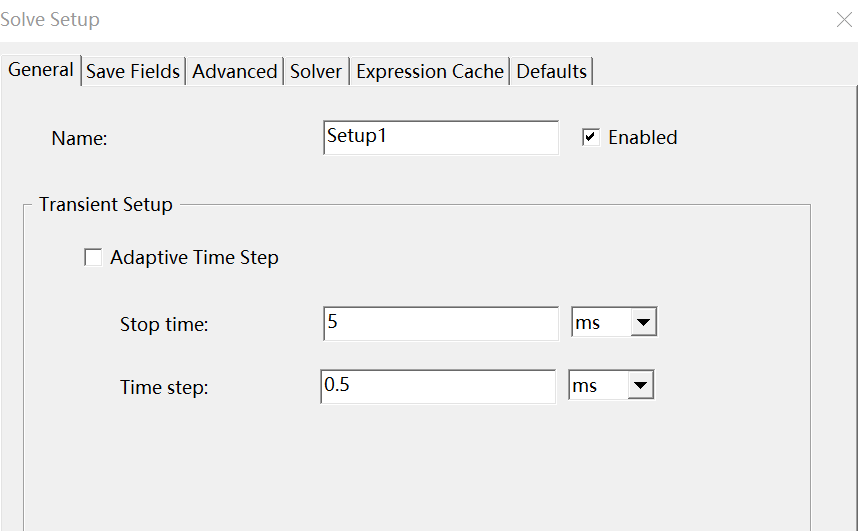 Solve Setup
General Save Fields Advanced Solver Expression Cache Defaults
Name: Setup1 Enabled
Transient Setup
Adaptive Time Step
Stop time: 5 ms
Time step: 0.5 ms